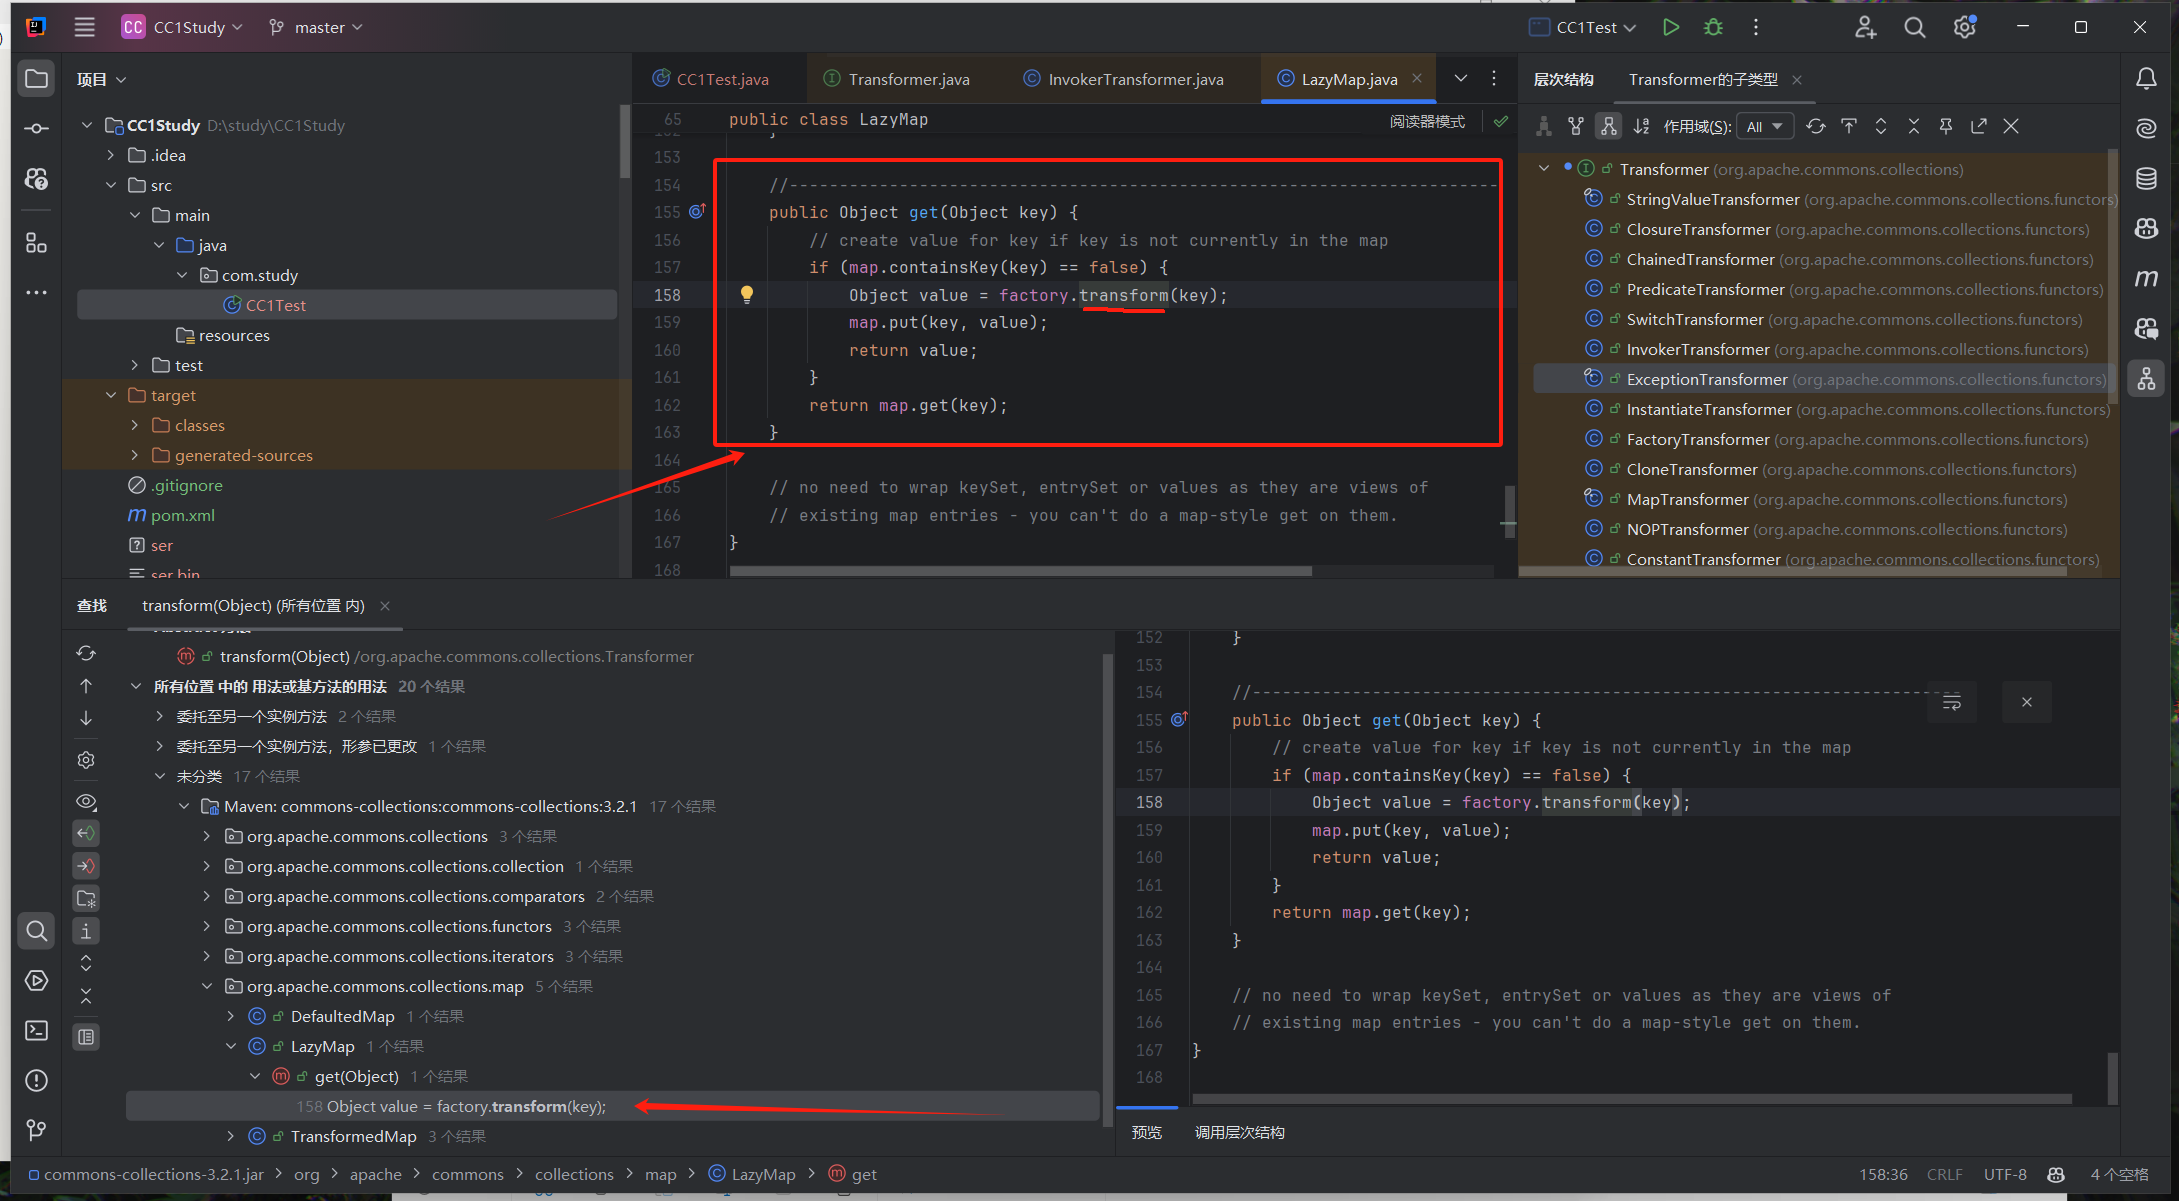 CC CC1Study master
CC1Test
项目
CC1Study D:\study\CC1Study
.idea
src
main
java
com.study
CC1Test
resources
test
target
classes
generated-sources
.gitignore
pom.xml
ser
ser.bin
CC1Test.java Transformer.java InvokerTransformer.java LazyMap.java
65 public class LazyMap 阅读器模式
153
154 //-----------------------------------------------------------------------
155 public Object get(Object key) {
156 // create value for key if key is not currently in the map
157 if (map.containsKey(key) == false) {
158 Object value = factory.transform(key);
159 map.put(key, value);
160 return value;
161 }
162 return map.get(key);
163 }
164
165 // no need to wrap keySet, entrySet or values as they are views of
166 // existing map entries - you can't do a map-style get on them.
167 }
168
层次结构 Transformer的子类型
作用域(S): All
Transformer (org.apache.commons.collections)
StringValueTransformer (org.apache.commons.collections.functors)
ClosureTransformer (org.apache.commons.collections.functors)
ChainedTransformer (org.apache.commons.collections.functors)
PredicateTransformer (org.apache.commons.collections.functors)
SwitchTransformer (org.apache.commons.collections.functors)
InvokerTransformer (org.apache.commons.collections.functors)
ExceptionTransformer (org.apache.commons.collections.functors)
InstantiateTransformer (org.apache.commons.collections.functors)
FactoryTransformer (org.apache.commons.collections.functors)
CloneTransformer (org.apache.commons.collections.functors)
MapTransformer (org.apache.commons.collections.functors)
NOPTransformer (org.apache.commons.collections.functors)
ConstantTransformer (org.apache.commons.collections.functors)
查找 transform(Object) (所有位置 内)
transform(Object) /org.apache.commons.collections.Transformer
所有位置 中的 用法或基方法的用法 20 个结果
委托至另一个实例方法 2 个结果
委托至另一个实例方法，形参已更改 1 个结果
未分类 17 个结果
Maven: commons-collections:commons-collections:3.2.1 17 个结果
org.apache.commons.collections 3 个结果
org.apache.commons.collections.collection 1 个结果
org.apache.commons.collections.comparators 2 个结果
org.apache.commons.collections.functors 3 个结果
org.apache.commons.collections.iterators 3 个结果
org.apache.commons.collections.map 5 个结果
DefaultedMap 1 个结果
LazyMap 1 个结果
get(Object) 1 个结果
158 Object value = factory.transform(key);
TransformedMap 3 个结果
152 }
153
154 //-----------------------------------------------------------------------
155 public Object get(Object key) {
156 // create value for key if key is not currently in the map
157 if (map.containsKey(key) == false) {
158 Object value = factory.transform(key);
159 map.put(key, value);
160 return value;
161 }
162 return map.get(key);
163 }
164
165 // no need to wrap keySet, entrySet or values as they are views of
166 // existing map entries - you can't do a map-style get on them.
167 }
168
预览 调用层次结构
commons-collections-3.2.1.jar > org > apache > commons > collections > map > LazyMap > get
158:36 CRLF UTF-8 4 个空格